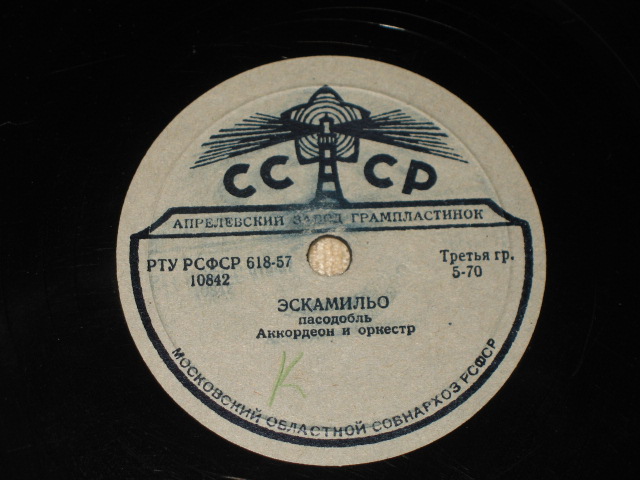 СССР
АПРЕЛЕВСКИЙ ЗАВОД ГРАМПЛАСТИНОК
РТУ РСФСР 618-57
10842
Третья гр.
5-70
ЭСКАМИЛЬО
пасодобль
Аккордеон и оркестр
К
МОСКОВСКИЙ ОБЛАСТНОЙ СОВНАРХОЗ РСФСР